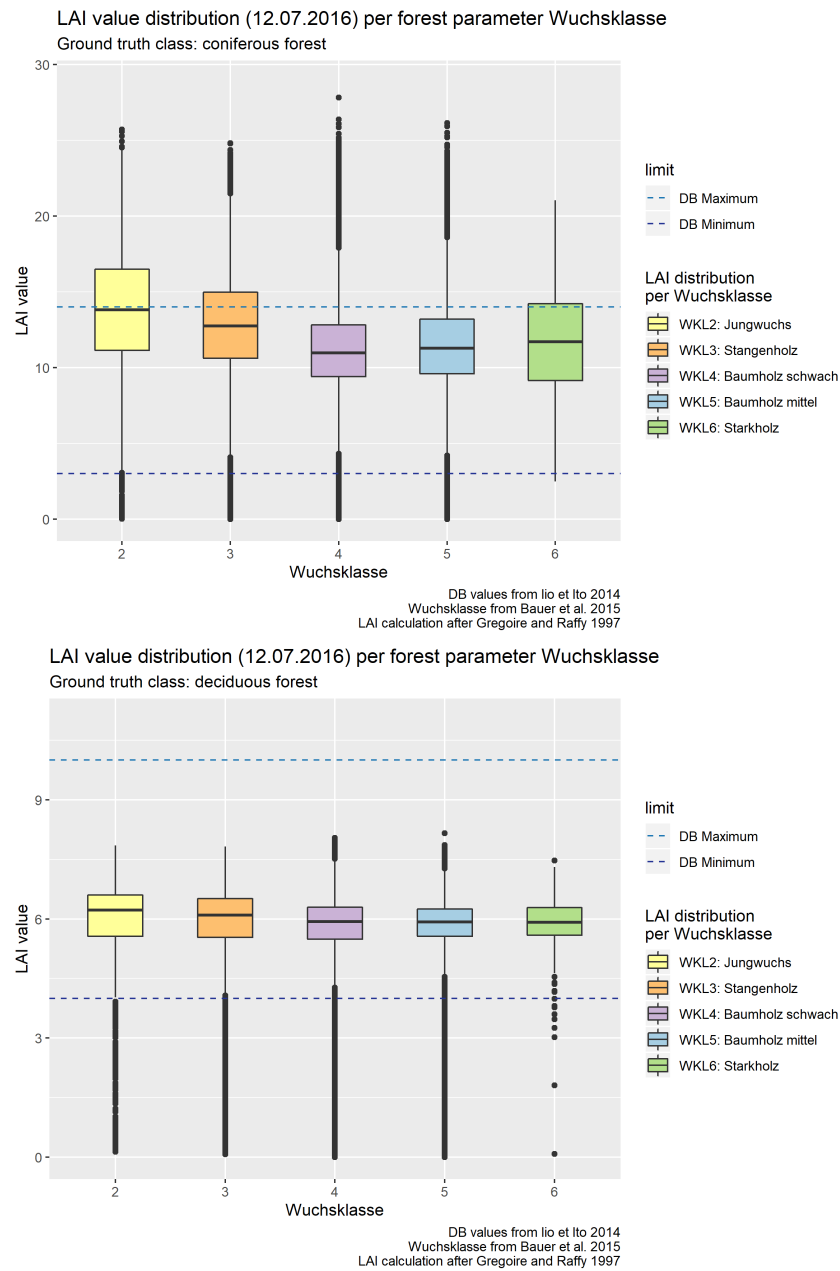 LAI value distribution (12.07.2016) per forest parameter Wuchsklasse
Ground truth class: coniferous forest
30
20
10
0
LAI value
2 3 4 5 6
Wuchsklasse
limit
DB Maximum
DB Minimum
LAI distribution
per Wuchsklasse
WKL2: Jungwuchs
WKL3: Stangenholz
WKL4: Baumholz schwach
WKL5: Baumholz mittel
WKL6: Starkholz
DB values from Iio et Ito 2014
Wuchsklasse from Bauer et al. 2015
LAI calculation after Gregoire and Raffy 1997
LAI value distribution (12.07.2016) per forest parameter Wuchsklasse
Ground truth class: deciduous forest
9
6
3
0
LAI value
2 3 4 5 6
Wuchsklasse
limit
DB Maximum
DB Minimum
LAI distribution
per Wuchsklasse
WKL2: Jungwuchs
WKL3: Stangenholz
WKL4: Baumholz schwach
WKL5: Baumholz mittel
WKL6: Starkholz
DB values from Iio et Ito 2014
Wuchsklasse from Bauer et al. 2015
LAI calculation after Gregoire and Raffy 1997